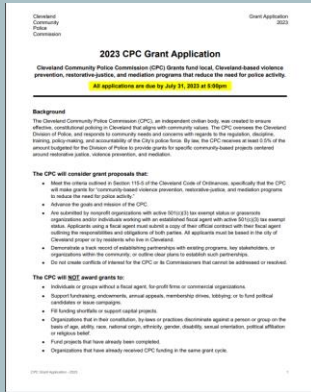 Cleveland
Community
Police
Commission
Grant Application
2023
2023 CPC Grant Application
Cleveland Community Police Commission (CPC) Grants fund local, Cleveland-based violence
prevention, restorative-justice, and mediation programs that reduce the need for police activity.
All applications are due by July 31, 2023 at 5:00pm
Background
The Cleveland Community Police Commission (CPC), an independent civilian body, was created to ensure
effective, constitutional policing in Cleveland that aligns with community values. The CPC oversees the Cleveland
Division of Police, and responds to community needs and concerns with regards to the regulation, discipline,
training, policy-making, and accountability of the City's police force. By law, the CPC receives at least 0.5% of the
amount budgeted for the Division of Police to provide grants for specific community-based projects centered
around restorative justice, violence prevention, and mediation.
The CPC will consider grant proposals that:
• Meet the criteria outlined in Section 115-5 of the Cleveland Code of Ordinances, specifically that the CPC
will make grants for "community-based violence prevention, restorative justice, and mediation programs
to reduce the need for police activity."
• Advance the goals and mission of the CPC.
• Are submitted by nonprofit organizations with active 501(c)(3) tax exempt status or grassroots
organizations and/or individuals working with an established fiscal agent with active 501(c)(3) tax exempt
status. Applicants using a fiscal agent must submit a copy of their official contract with their fiscal agent
outlining the responsibilities and obligations of both parties. All applicants must be based in the city of
Cleveland proper or by residents who live in Cleveland.
• Demonstrate a track record of establishing partnerships with existing programs, key stakeholders, or
organizations within the community; or outline clear plans to establish such partnerships.
• Do not create conflicts of interest for the CPC or its Commissioners that cannot be addressed or resolved.
The CPC will NOT award grants to:
• Individuals or groups without a fiscal agent, for-profit firms or commercial organizations.
• Support fundraising, endowments, annual appeals, membership drives, lobbying; or to fund political
candidates or issue campaigns.
• Fill funding shortfalls or support capital projects.
• Organizations that in their constitution, by-laws or practices discriminate against a person or group on the
basis of age, ability, race, national origin, ethnicity, gender, disability, sexual orientation, political affiliation
or religious belief.
• Fund projects that have already been completed.
• Organizations that have already received CPC funding in the same grant cycle.
CPC Grant Application - 2023
1